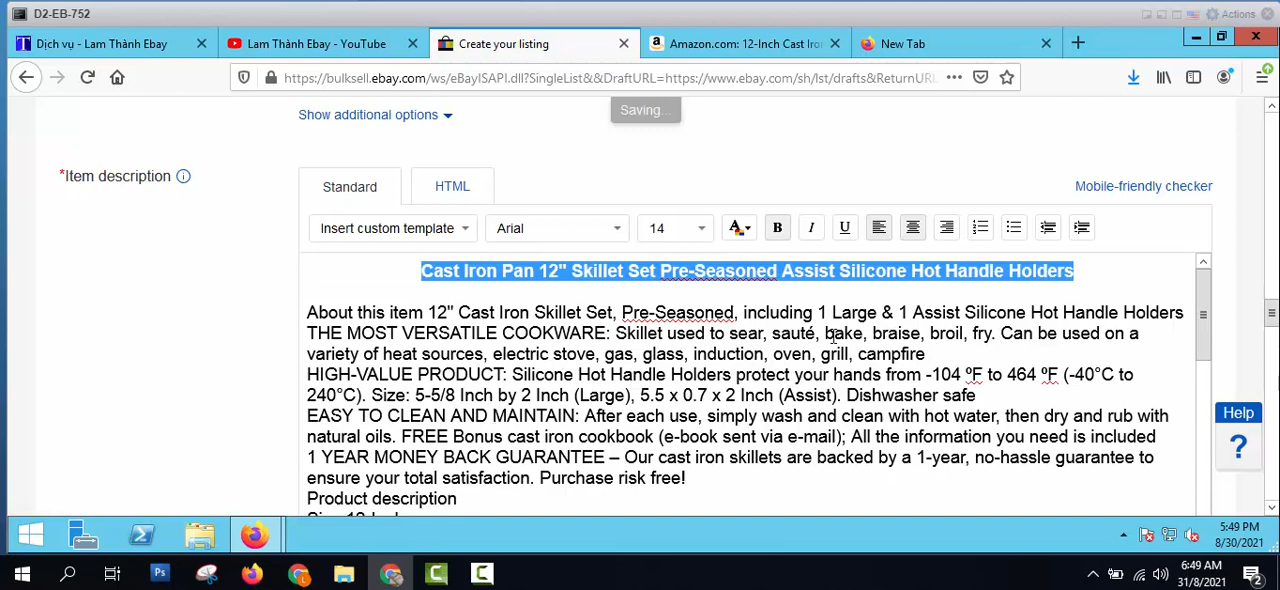 D2-EB-752
Actions
Dịch vụ - Lam Thành Ebay
Lam Thành Ebay - YouTube
Create your listing
Amazon.com: 12-Inch Cast Iron
New Tab
https://bulksell.ebay.com/ws/eBayISAPI.dll?SingleList&&DraftURL=https://www.ebay.com/sh/lst/drafts&ReturnURL
Show additional options
Saving...
*Item description
Standard
HTML
Mobile-friendly checker
Insert custom template
Arial
14
A
B
I
U
Cast Iron Pan 12" Skillet Set Pre-Seasoned Assist Silicone Hot Handle Holders
About this item 12" Cast Iron Skillet Set, Pre-Seasoned, including 1 Large & 1 Assist Silicone Hot Handle Holders
THE MOST VERSATILE COOKWARE: Skillet used to sear, sauté, bake, braise, broil, fry. Can be used on a
variety of heat sources, electric stove, gas, glass, induction, oven, grill, campfire
HIGH-VALUE PRODUCT: Silicone Hot Handle Holders protect your hands from -104 ºF to 464 ºF (-40°C to
240°C). Size: 5-5/8 Inch by 2 Inch (Large), 5.5 x 0.7 x 2 Inch (Assist). Dishwasher safe
EASY TO CLEAN AND MAINTAIN: After each use, simply wash and clean with hot water, then dry and rub with
natural oils. FREE Bonus cast iron cookbook (e-book sent via e-mail); All the information you need is included
1 YEAR MONEY BACK GUARANTEE – Our cast iron skillets are backed by a 1-year, no-hassle guarantee to
ensure your total satisfaction. Purchase risk free!
Product description
Help
?
5:49 PM
8/30/2021
Ps
6:49 AM
31/8/2021
2